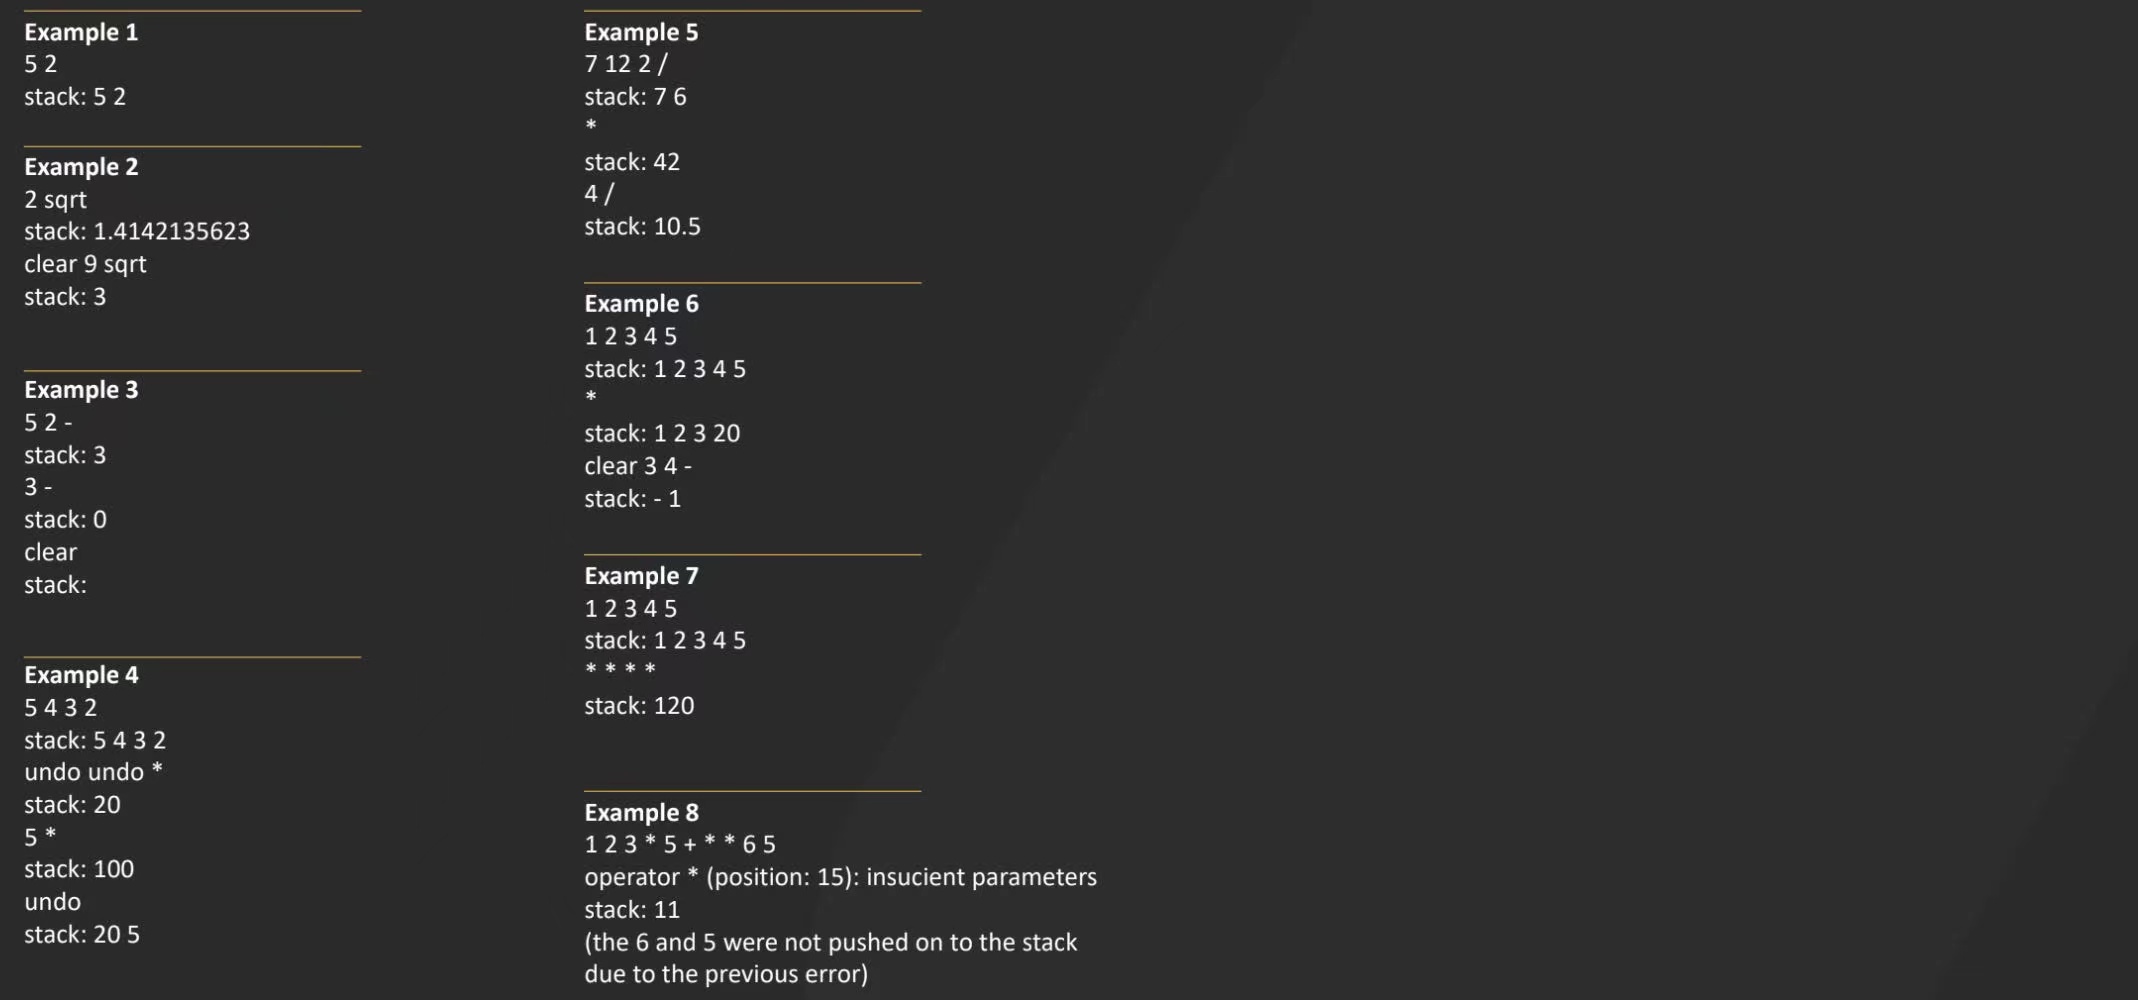 Example 1
5 2
stack: 5 2
Example 2
2 sqrt
stack: 1.4142135623
clear 9 sqrt
stack: 3
Example 3
5 2 -
stack: 3
3 -
stack: 0
clear
stack:
Example 4
5 4 3 2
stack: 5 4 3 2
undo undo *
stack: 20
5 *
stack: 100
undo
stack: 20 5
Example 5
7 12 2 /
stack: 7 6
*
stack: 42
4 /
stack: 10.5
Example 6
1 2 3 4 5
stack: 1 2 3 4 5
*
stack: 1 2 3 20
clear 3 4 -
stack: - 1
Example 7
1 2 3 4 5
stack: 1 2 3 4 5
* * * *
stack: 120
Example 8
1 2 3 * 5 + * * 6 5
operator * (position: 15): insucient parameters
stack: 11
(the 6 and 5 were not pushed on to the stack
due to the previous error)